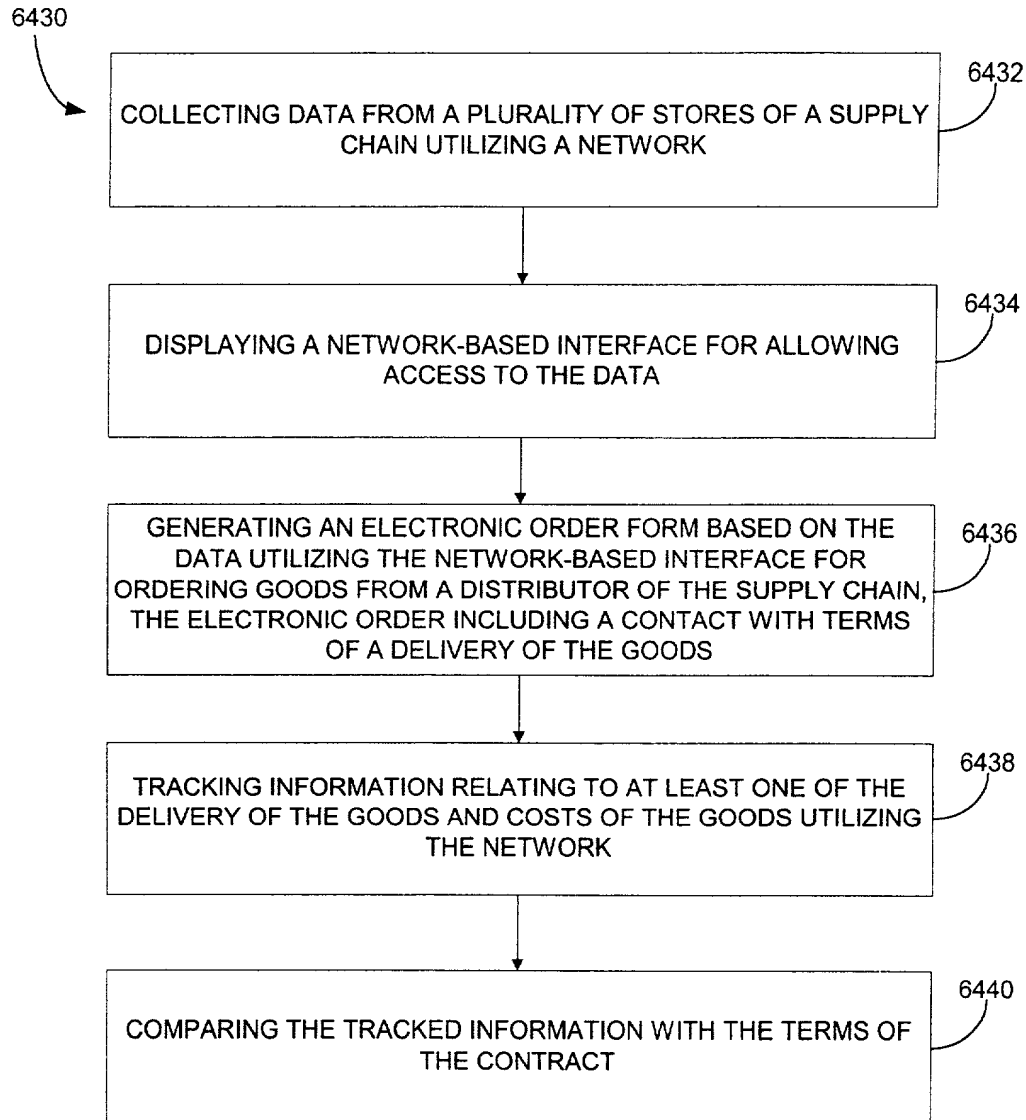 6430
COLLECTING DATA FROM A PLURALITY OF STORES OF A SUPPLY
CHAIN UTILIZING A NETWORK
6432
DISPLAYING A NETWORK-BASED INTERFACE FOR ALLOWING
ACCESS TO THE DATA
6434
GENERATING AN ELECTRONIC ORDER FORM BASED ON THE
DATA UTILIZING THE NETWORK-BASED INTERFACE FOR
ORDERING GOODS FROM A DISTRIBUTOR OF THE SUPPLY CHAIN,
THE ELECTRONIC ORDER INCLUDING A CONTACT WITH TERMS
OF A DELIVERY OF THE GOODS
6436
TRACKING INFORMATION RELATING TO AT LEAST ONE OF THE
DELIVERY OF THE GOODS AND COSTS OF THE GOODS UTILIZING
THE NETWORK
6438
COMPARING THE TRACKED INFORMATION WITH THE TERMS OF
THE CONTRACT
6440